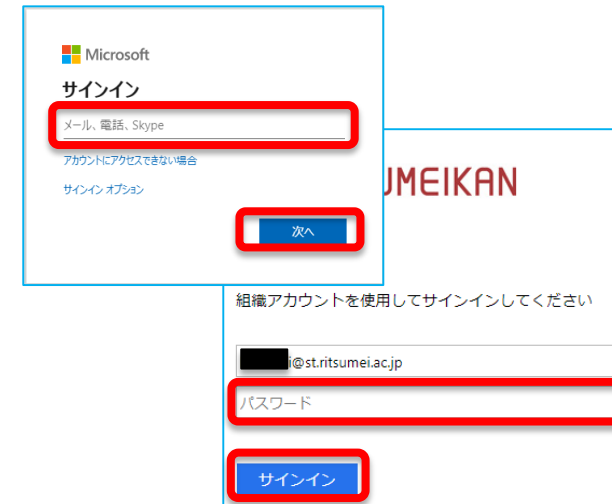 Microsoft
サインイン
メール、電話、Skype
アカウントにアクセスできない場合
サインイン オプション
次へ
UMEIKAN
組織アカウントを使用してサインインしてください
i@st.ritsumei.ac.jp
パスワード
サインイン